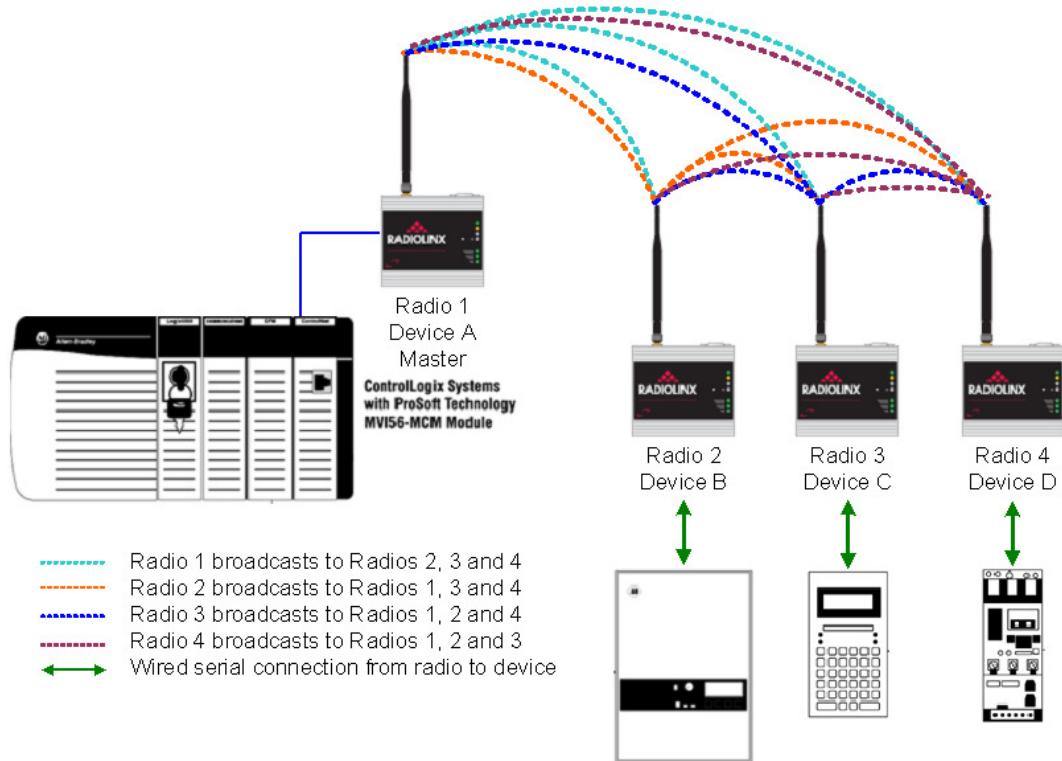 RADIOLINX
Radio 1
Device A
Master
Allen-Bradley
ControlNet
ControlLogix Systems
with ProSoft Technology
MVI56-MCM Module
RADIOLINX
RADIOLINX
RADIOLINX
Radio 2
Device B
Radio 3
Device C
Radio 4
Device D
Radio 1 broadcasts to Radios 2, 3 and 4
Radio 2 broadcasts to Radios 1, 3 and 4
Radio 3 broadcasts to Radios 1, 2 and 4
Radio 4 broadcasts to Radios 1, 2 and 3
Wired serial connection from radio to device